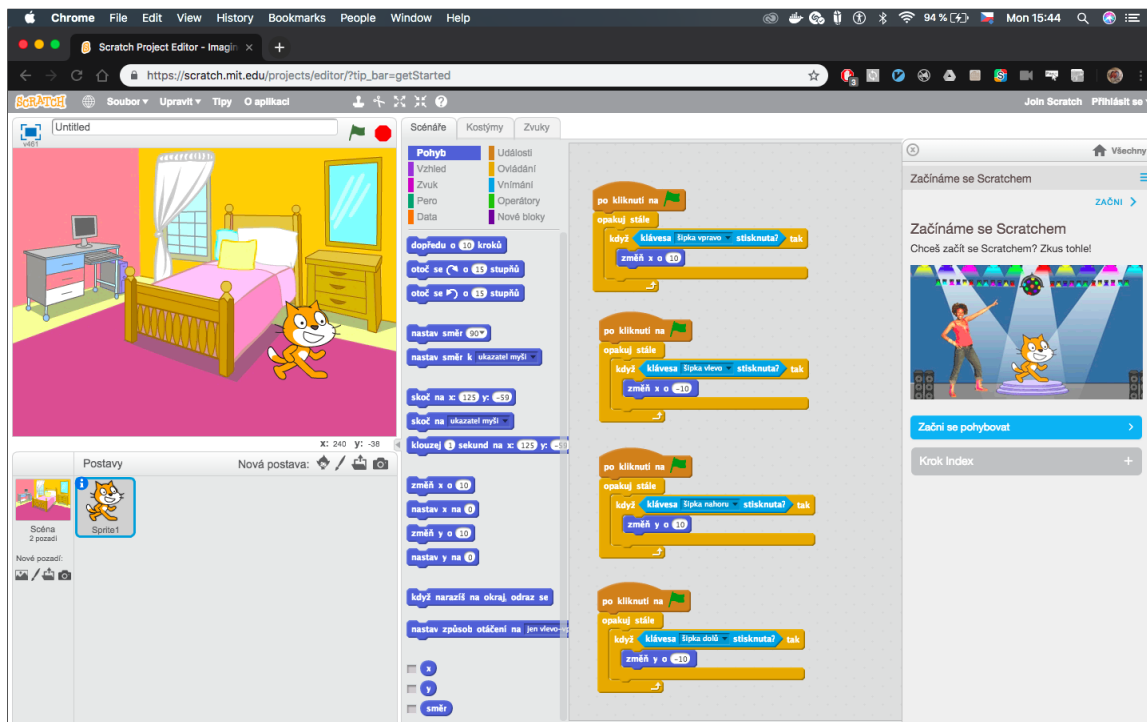 Chrome File Edit View History Bookmarks People Window Help 94 % Mon 15:44
Scratch Project Editor - Imagin
https://scratch.mit.edu/projects/editor/?tip_bar=getStarted
SCRATCH Soubor Upravit Tipy O aplikaci Join Scratch Přihlásit se
Untitled
v461
x: 240 y: -38
Postavy Nová postava:
Scéna
2 pozadí
Nové pozadí:
Sprite1
Scénáře Kostýmy Zvuky
Pohyb Události
Vzhled Ovládání
Zvuk Vnímání
Pero Operátory
Data Nové bloky
dopředu o 10 kroků
otoč se o 15 stupňů
otoč se o 15 stupňů
nastav směr 90
nastav směr k ukazatel myši
skoč na x: 125 y: -59
skoč na ukazatel myši
klouzej 1 sekund na x: 125 y: -59
změň x o 10
nastav x na 0
změň y o 10
nastav y na 0
když narazíš na okraj, odraz se
nastav způsob otáčení na jen vlevo-
x
y
směr
po kliknutí na
opakuj stále
když klávesa šipka vpravo stisknuta? tak
změň x o 10
po kliknutí na
opakuj stále
když klávesa šipka vlevo stisknuta? tak
změň x o -10
po kliknutí na
opakuj stále
když klávesa šipka nahoru stisknuta? tak
změň y o 10
po kliknutí na
opakuj stále
když klávesa šipka dolů stisknuta? tak
změň y o -10
Všechny
Začínáme se Scratchem
ZAČNI
Začínáme se Scratchem
Chceš začít se Scratchem? Zkus tohle!
Začni se pohybovat
Krok Index